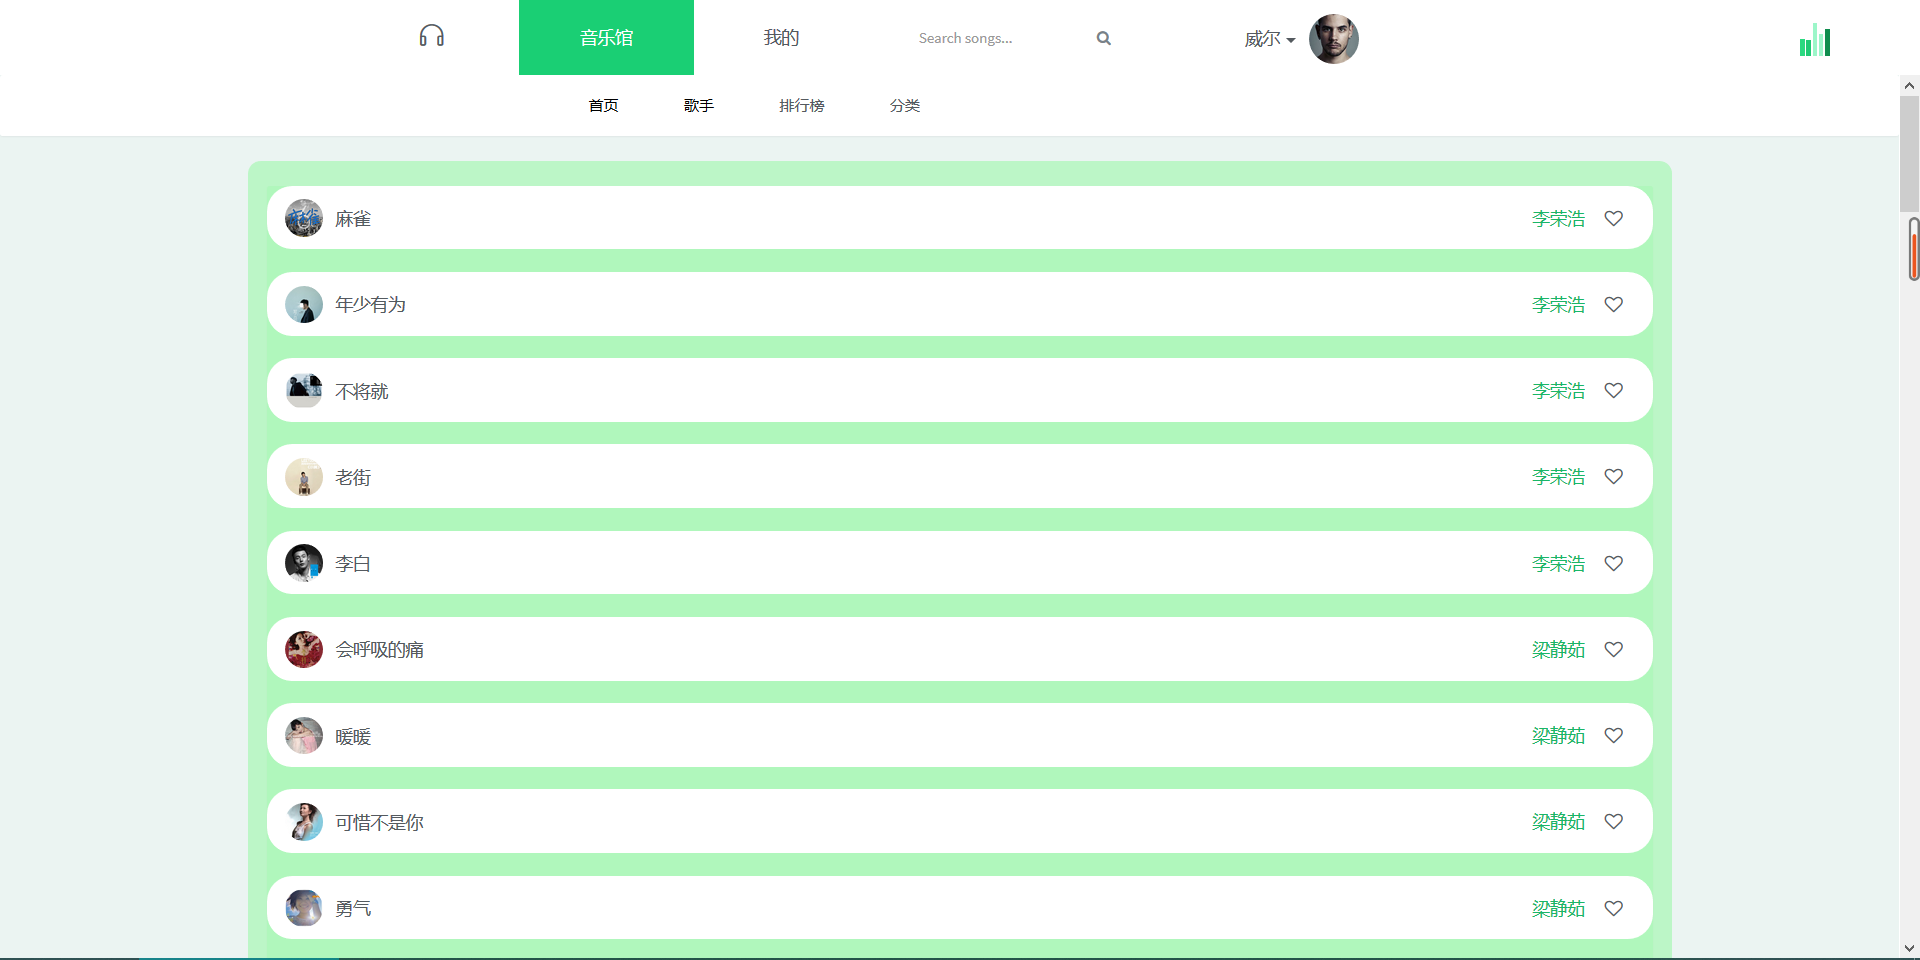 音乐馆 我的 Search songs... 威尔
首页 歌手 排行榜 分类
麻雀 李荣浩
年少有为 李荣浩
不将就 李荣浩
老街 李荣浩
李白 李荣浩
会呼吸的痛 梁静茹
暖暖 梁静茹
可惜不是你 梁静茹
勇气 梁静茹